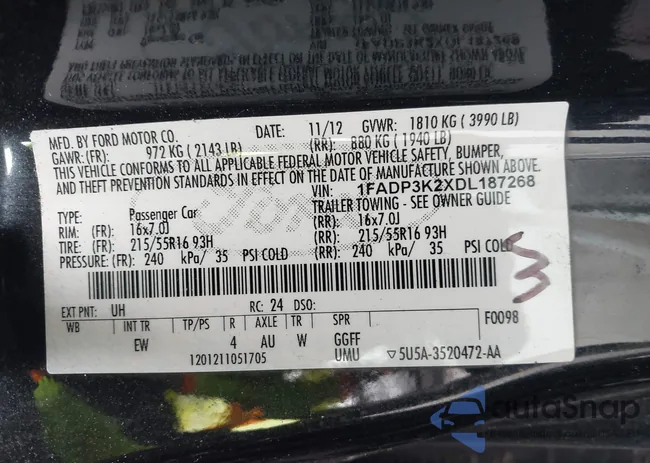 MFD. BY FORD MOTOR CO. DATE: 11/12 GVWR: 1810 KG ( 3990 LB)
GAWR:(FR) 972 KG ( 2143 LB) (RR): 880 KG ( 1940 LB)
THIS VEHICLE CONFORMS TO ALL APPLICABLE FEDERAL MOTOR VEHICLE SAFETY, BUMPER,
AND THEFT PREVENTION STANDARDS IN EFFECT ON THE DATE OF MANUFACTURE SHOWN ABOVE.
VIN: 1FADP3K2XDL187268
TYPE: Passenger Car TRAILER TOWING - SEE OWNER GUIDE
RIM: (FR) 16x7.0J (RR): 16x7.0J
TIRE: (FR) 215/55R16 93H (RR): 215/55R16 93H
PRESSURE: (FR) 240 kPa/ 35 PSI COLD (RR): 240 kPa/ 35 PSI COLD
EXT PNT: UH RC: 24 DSO:
WB INT TR TP/PS R AXLE TR SPR F0098
EW 4 AU W GGFF
1201211051705 UMU ▽5U5A-3520472-AA
autoSnap